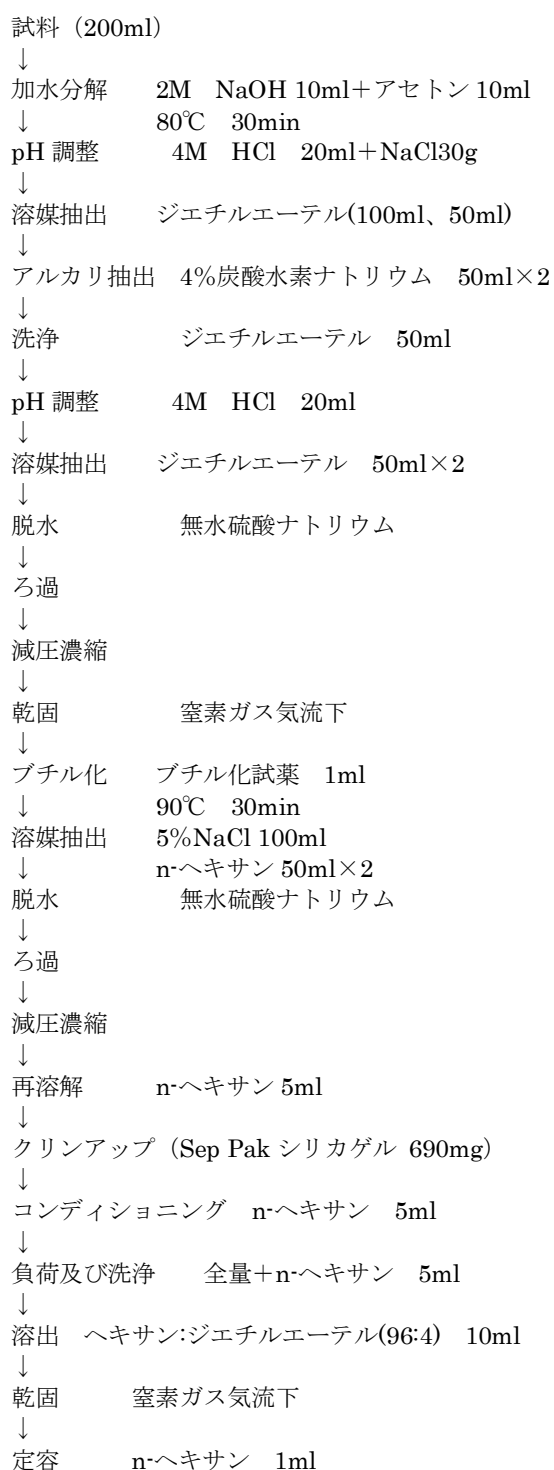 試料（200ml）
↓
加水分解　　2M　NaOH 10ml＋アセトン 10ml
↓　　　　　80℃　30min
pH 調整　　　4M　HCl　20ml＋NaCl30g
↓
溶媒抽出　　ジエチルエーテル(100ml、50ml)
↓
アルカリ抽出　4％炭酸水素ナトリウム　50ml×2
↓
洗浄　　　　　ジエチルエーテル　50ml
↓
pH 調整　　　4M　HCl　20ml
↓
溶媒抽出　　ジエチルエーテル　50ml×2
↓
脱水　　　　　無水硫酸ナトリウム
↓
ろ過
↓
減圧濃縮
↓
乾固　　　　　窒素ガス気流下
↓
ブチル化　　ブチル化試薬　1ml
↓　　　　　90℃　30min
溶媒抽出　　5％NaCl 100ml
↓　　　　　n-ヘキサン 50ml×2
脱水　　　　　無水硫酸ナトリウム
↓
ろ過
↓
減圧濃縮
↓
再溶解　　　n-ヘキサン 5ml
↓
クリンアップ（Sep Pak シリカゲル 690mg）
↓
コンディショニング　n-ヘキサン　5ml
↓
負荷及び洗浄　　全量＋n-ヘキサン　5ml
↓
溶出　ヘキサン:ジエチルエーテル(96:4)　10ml
↓
乾固　　　窒素ガス気流下
↓
定容　　　n-ヘキサン　1ml